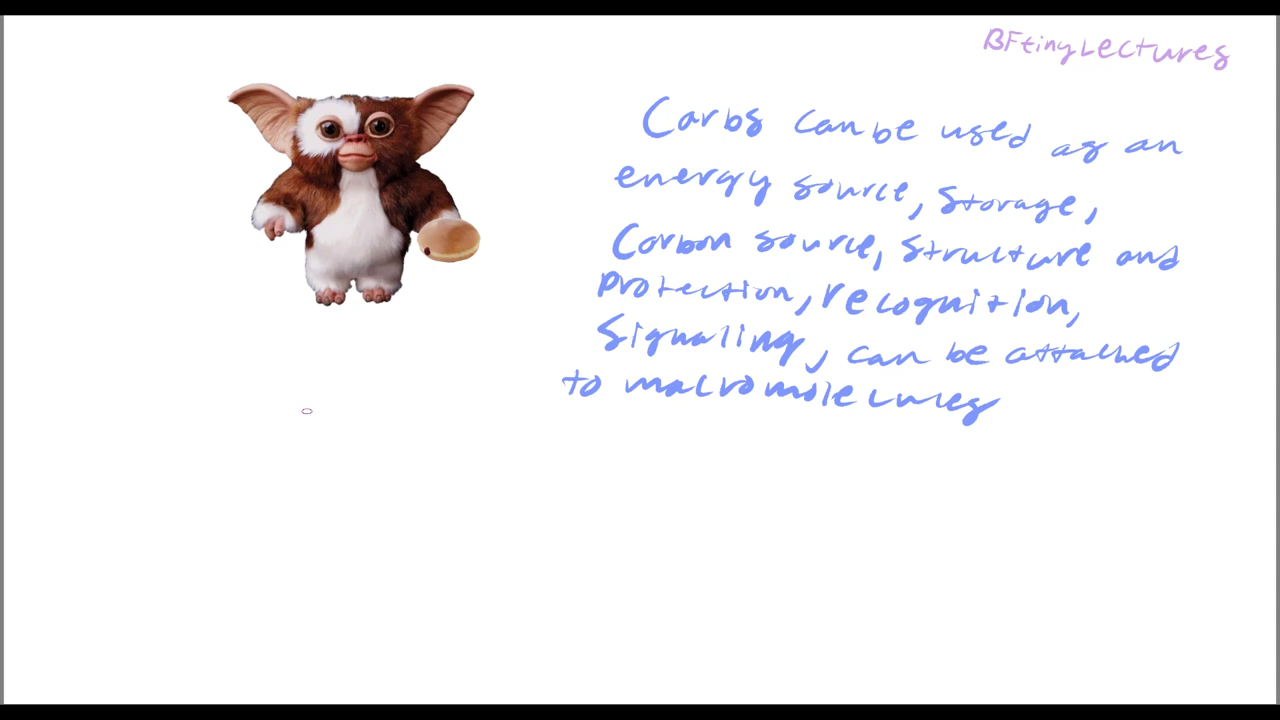 BFtinyLectures
Carbs can be used as an
energy source, storage,
Carbon source, structure and
protection, recognition,
Signaling, can be attached
to macromolecules